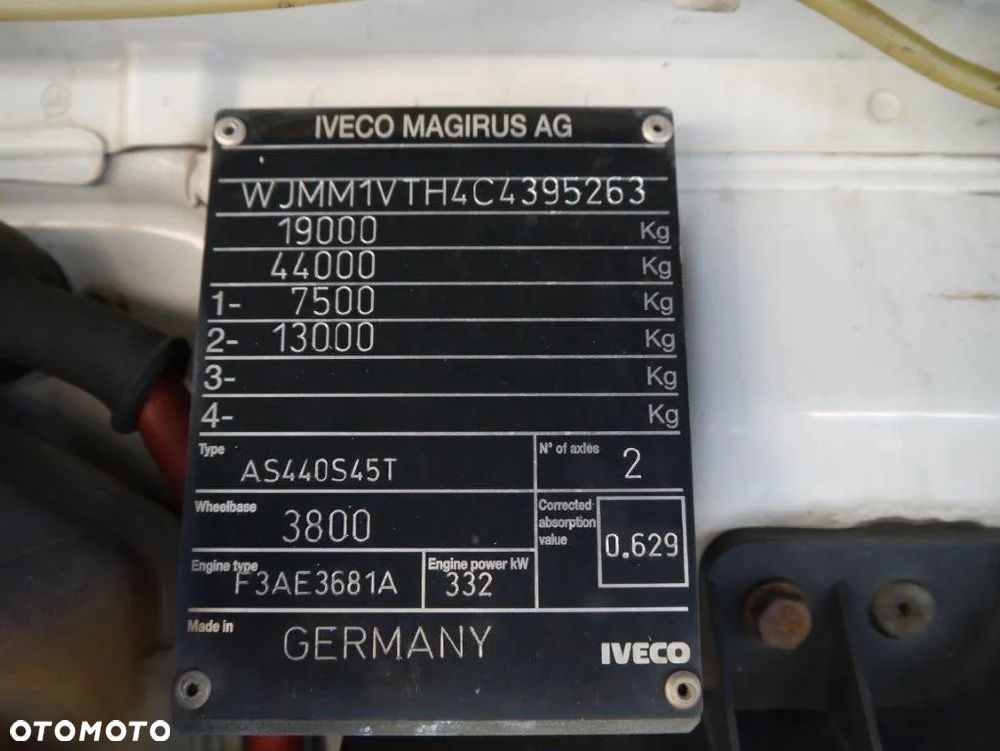 IVECO MAGIRUS AG
WJMM1VTH4C4395263
19000 Kg
44000 Kg
1- 7500 Kg
2- 13000 Kg
3- Kg
4- Kg
Type AS440S45T
N° of axles 2
Wheelbase 3800
Corrected absorption value 0.629
Engine type F3AE3681A
Engine power kW 332
Made in GERMANY
IVECO
OTOMOTO